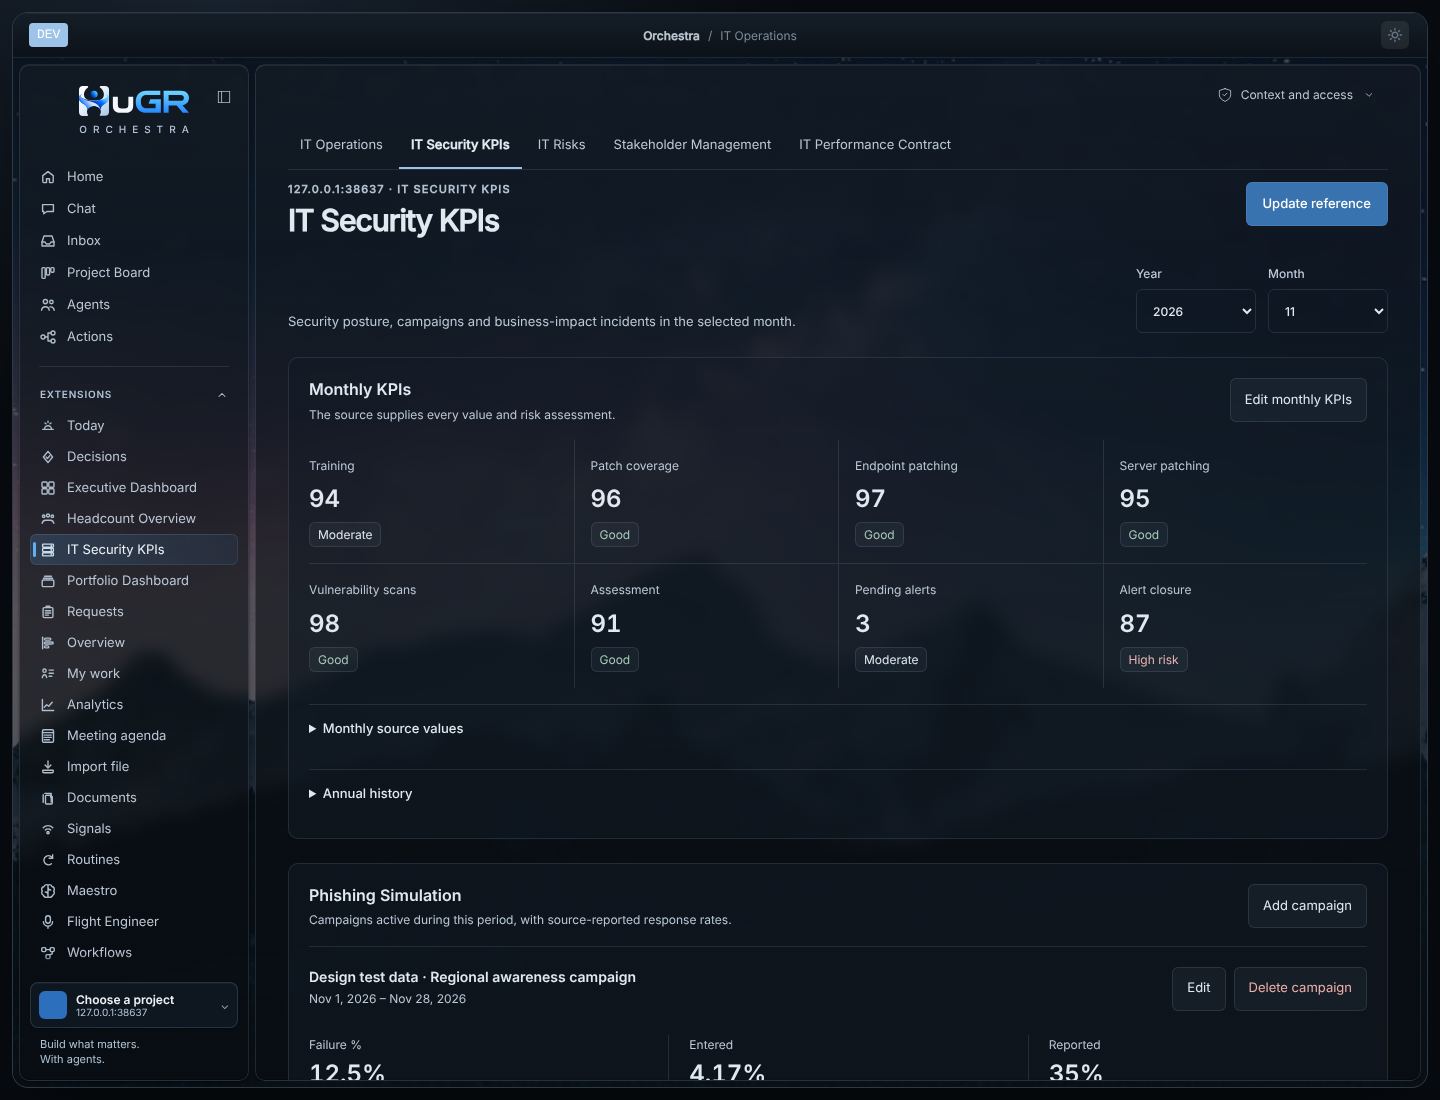 DEV
Orchestra / IT Operations
HuGR
ORCHESTRA
Home
Chat
Inbox
Project Board
Agents
Actions
EXTENSIONS
Today
Decisions
Executive Dashboard
Headcount Overview
IT Security KPIs
Portfolio Dashboard
Requests
Overview
My work
Analytics
Meeting agenda
Import file
Documents
Signals
Routines
Maestro
Flight Engineer
Workflows
Choose a project
127.0.0.1:38637
Build what matters.
With agents.
Context and access
IT Operations IT Security KPIs IT Risks Stakeholder Management IT Performance Contract
127.0.0.1:38637 · IT SECURITY KPIS
IT Security KPIs
Update reference
Year Month
2026 11
Security posture, campaigns and business-impact incidents in the selected month.
Monthly KPIs
The source supplies every value and risk assessment.
Edit monthly KPIs
Training Patch coverage Endpoint patching Server patching
94 96 97 95
Moderate Good Good Good
Vulnerability scans Assessment Pending alerts Alert closure
98 91 3 87
Good Good Moderate High risk
Monthly source values
Annual history
Phishing Simulation
Campaigns active during this period, with source-reported response rates.
Add campaign
Design test data · Regional awareness campaign
Nov 1, 2026 – Nov 28, 2026
Edit Delete campaign
Failure % Entered Reported
12.5% 4.17% 35%